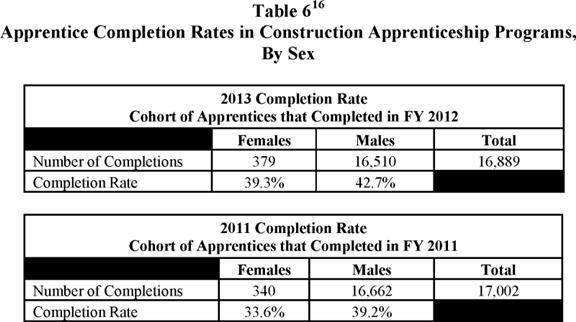 Table 6¹⁶
Apprentice Completion Rates in Construction Apprenticeship Programs,
By Sex
2013 Completion Rate
Cohort of Apprentices that Completed in FY 2012
Females Males Total
Number of Completions 379 16,510 16,889
Completion Rate 39.3% 42.7%
2011 Completion Rate
Cohort of Apprentices that Completed in FY 2011
Females Males Total
Number of Completions 340 16,662 17,002
Completion Rate 33.6% 39.2%